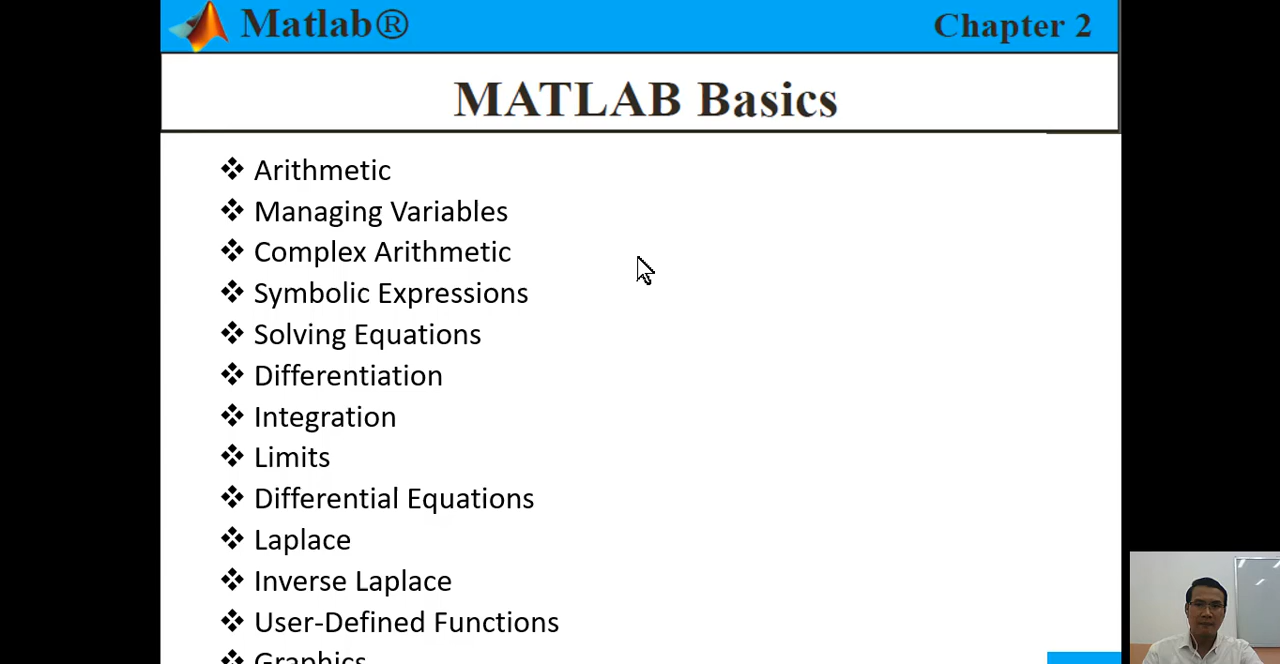 Matlab® Chapter 2
MATLAB Basics
❖ Arithmetic
❖ Managing Variables
❖ Complex Arithmetic
❖ Symbolic Expressions
❖ Solving Equations
❖ Differentiation
❖ Integration
❖ Limits
❖ Differential Equations
❖ Laplace
❖ Inverse Laplace
❖ User-Defined Functions
❖ Graphics